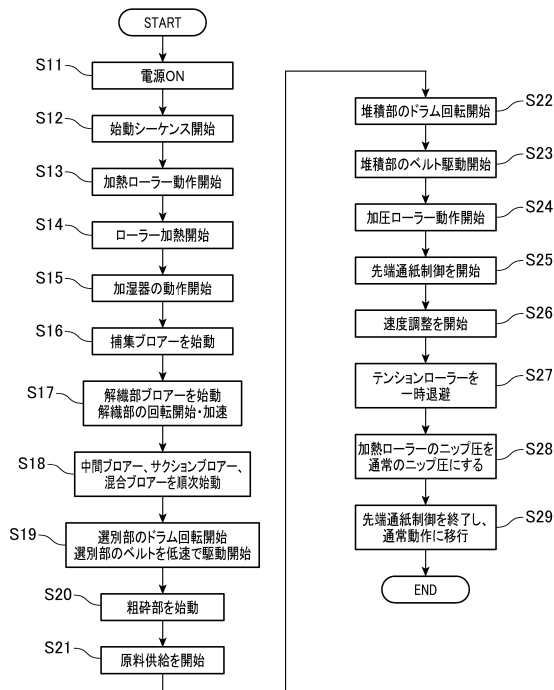 START
S11
電源ON
S12
始動シーケンス開始
S13
加熱ローラー動作開始
S14
ローラー加熱開始
S15
加湿器の動作開始
S16
捕集ブロアーを始動
S17
解繊部ブロアーを始動
解繊部の回転開始・加速
S18
中間ブロアー、サクションブロアー、
混合ブロアーを順次始動
S19
選別部のドラム回転開始
選別部のベルトを低速で駆動開始
S20
粗砕部を始動
S21
原料供給を開始
S22
堆積部のドラム回転開始
S23
堆積部のベルト駆動開始
S24
加圧ローラー動作開始
S25
先端通紙制御を開始
S26
速度調整を開始
S27
テンションローラーを
一時退避
S28
加熱ローラーのニップ圧を
通常のニップ圧にする
S29
先端通紙制御を終了し、
通常動作に移行
END